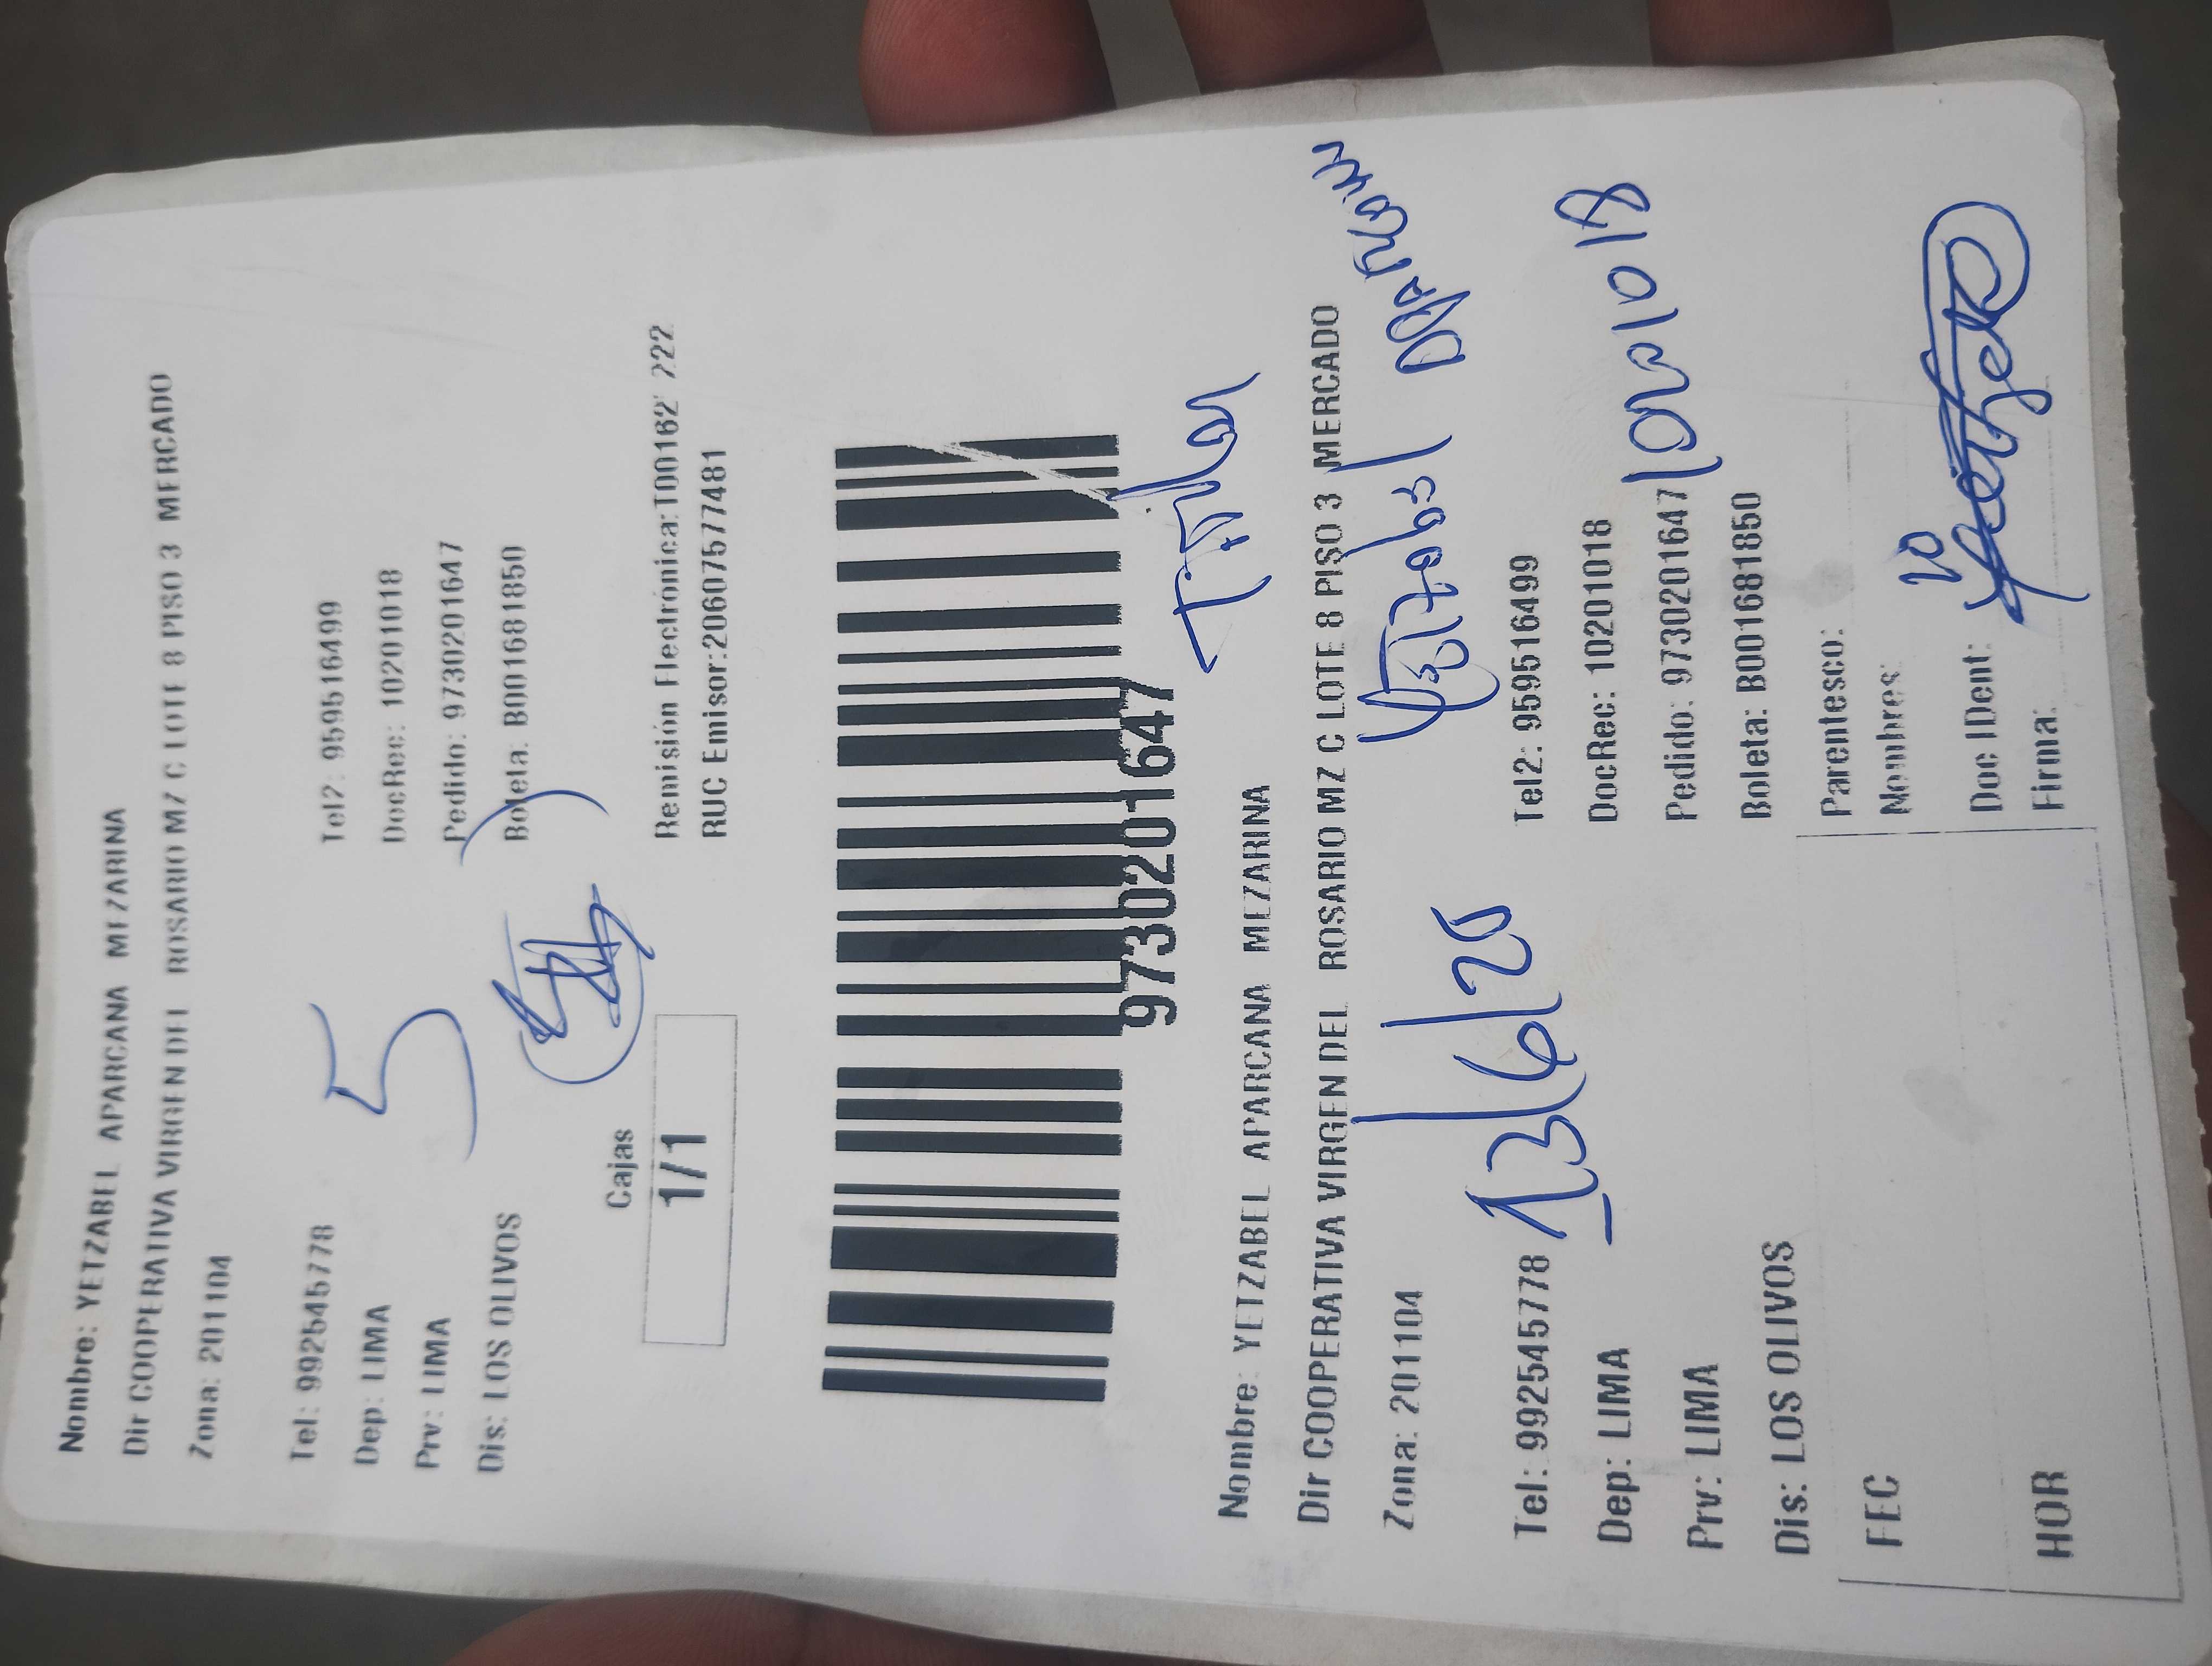 Nombre: YETZABEL APARCANA MEZARINA
Dir COOPERATIVA VIRGEN DEL ROSARIO MZ C LOTE 8 PISO 3 MERCADO
Zona: 201104
Tel: 992545778
Tel2: 959516499
Dep: LIMA
DocRec: 10201018
Prv: LIMA
Pedido: 9730201647
Dis: LOS OLIVOS
Boleta: B001681850
5
Cajas
1/1
Remisión Electrónica:T00162 222
RUC Emisor:20607577481
9730201647
Titular
Nombre: YETZABEL APARCANA MEZARINA
Dir COOPERATIVA VIRGEN DEL ROSARIO MZ C LOTE 8 PISO 3 MERCADO
Zona: 201104
Yetzabel Aparcana
13/6/25
Tel: 992545778
Tel2: 959516499
Dep: LIMA
DocRec: 10201018
10201018
Prv: LIMA
Pedido: 9730201647
Dis: LOS OLIVOS
Boleta: B001681850
FEC
Parentesco:
Nombres:
HOR
Doc IDent:
Firma: